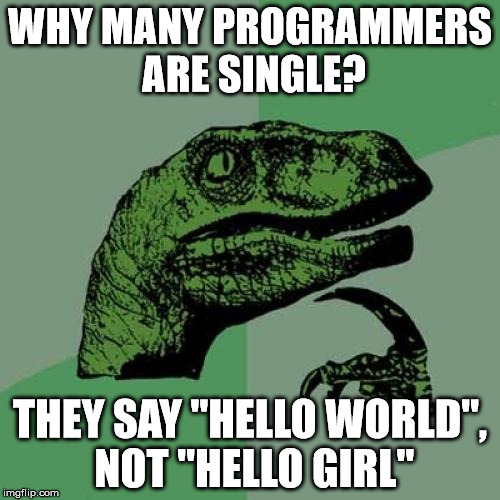 WHY MANY PROGRAMMERS
ARE SINGLE?
THEY SAY "HELLO WORLD",
NOT "HELLO GIRL"
imgflip.com